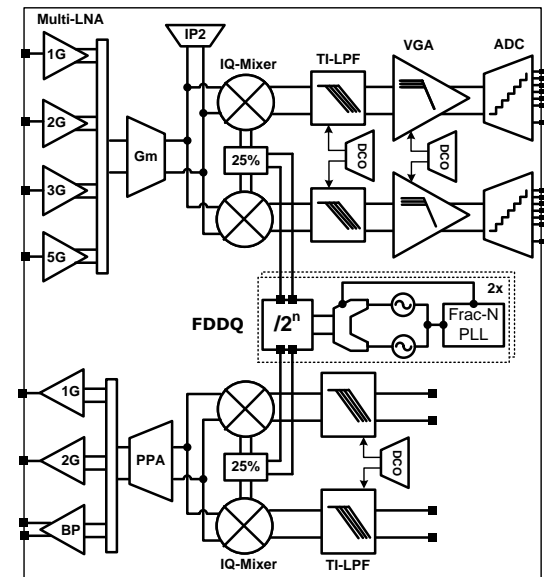 Multi-LNA
IP2
IQ-Mixer
TI-LPF
VGA
ADC
1G
2G
3G
5G
Gm
25%
DCO
DCO
FDDQ
/2n
2x
Frac-N
PLL
1G
2G
BP
PPA
25%
DCO
IQ-Mixer
TI-LPF